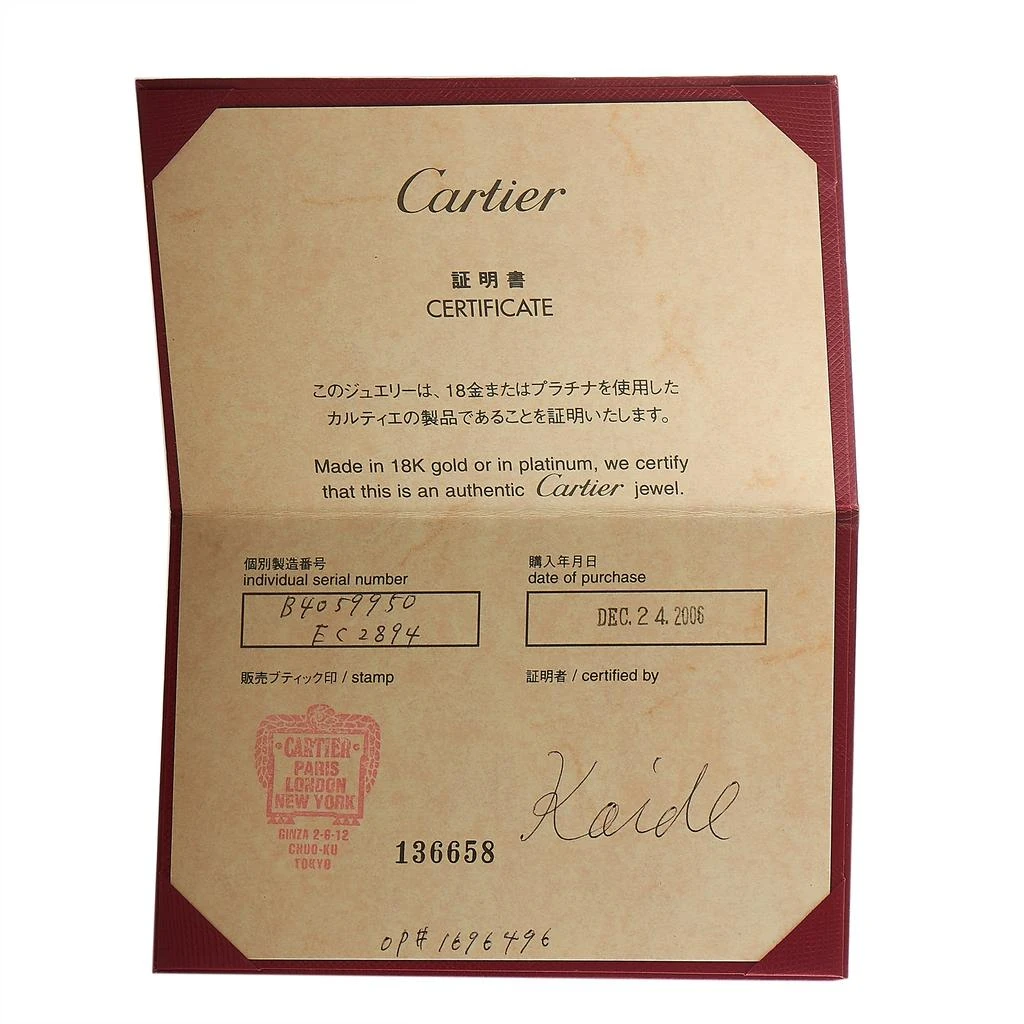 Cartier
証明書
CERTIFICATE
このジュエリーは、18金またはプラチナを使用した
カルティエの製品であることを証明いたします。
Made in 18K gold or in platinum, we certify
that this is an authentic Cartier jewel.
個別製造番号
individual serial number
B4059950
EC2894
購入年月日
date of purchase
DEC. 24. 2006
販売ブティック印 / stamp
証明者 / certified by
·CARTIER·
PARIS
LONDON
NEW YORK
GINZA 2-6-12
CHUO-KU
TOKYO
136658
Koide
OP# 1696496